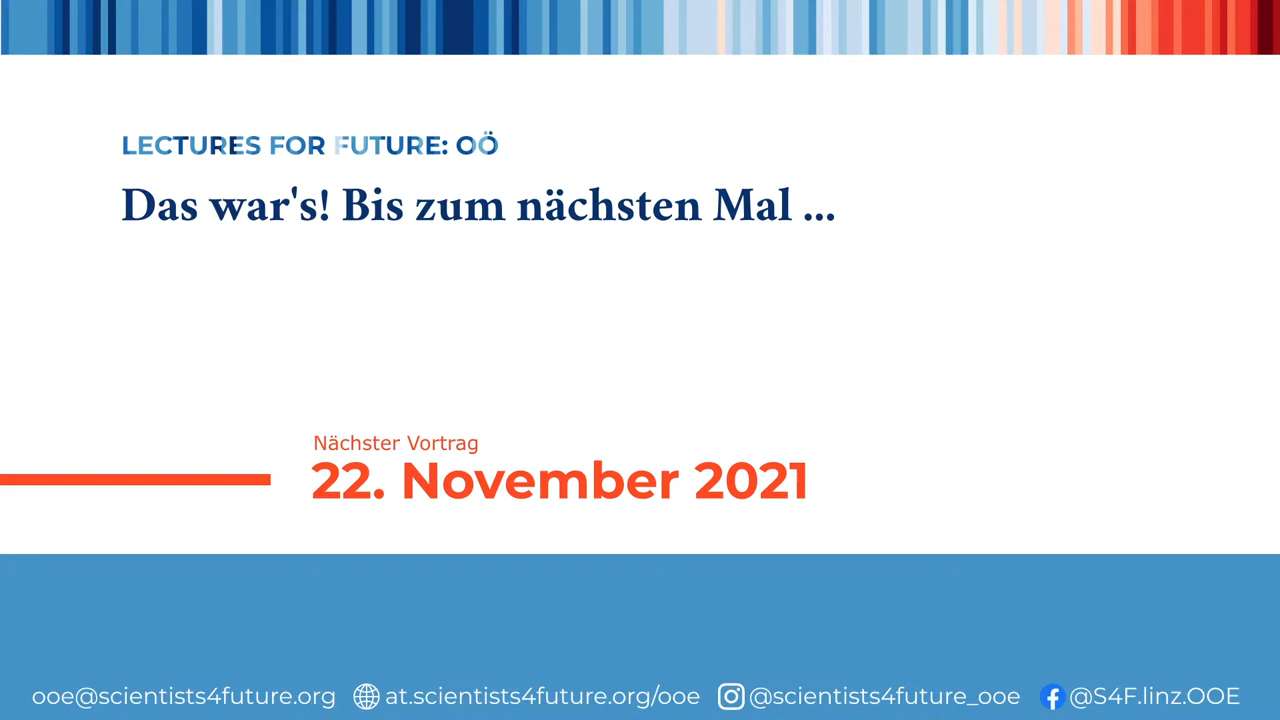 LECTURES FOR FUTURE: OÖ
Das war's! Bis zum nächsten Mal ...
Nächster Vortrag
22. November 2021
ooe@scientists4future.org at.scientists4future.org/ooe @scientists4future_ooe @S4F.linz.OOE